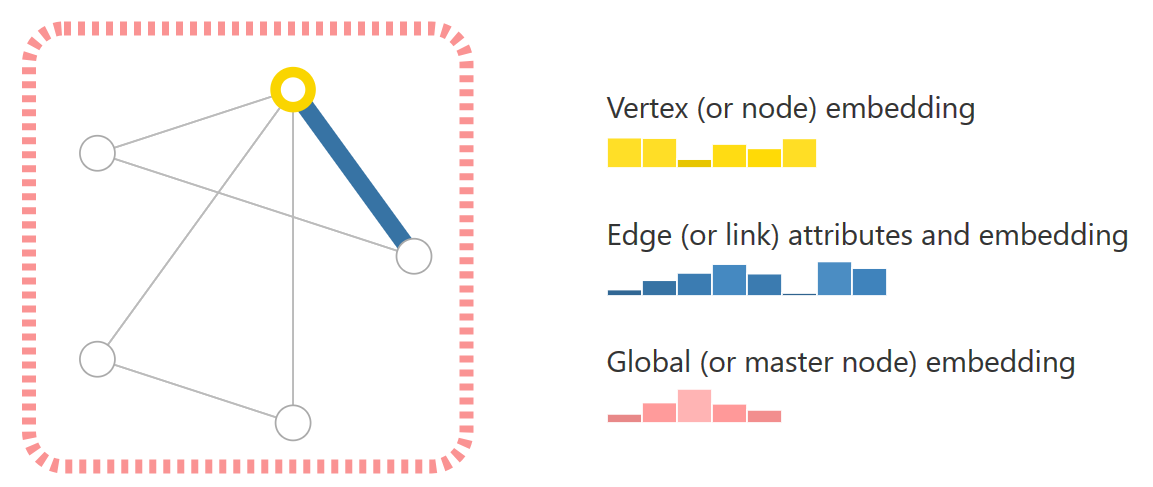 Vertex (or node) embedding
Edge (or link) attributes and embedding
Global (or master node) embedding